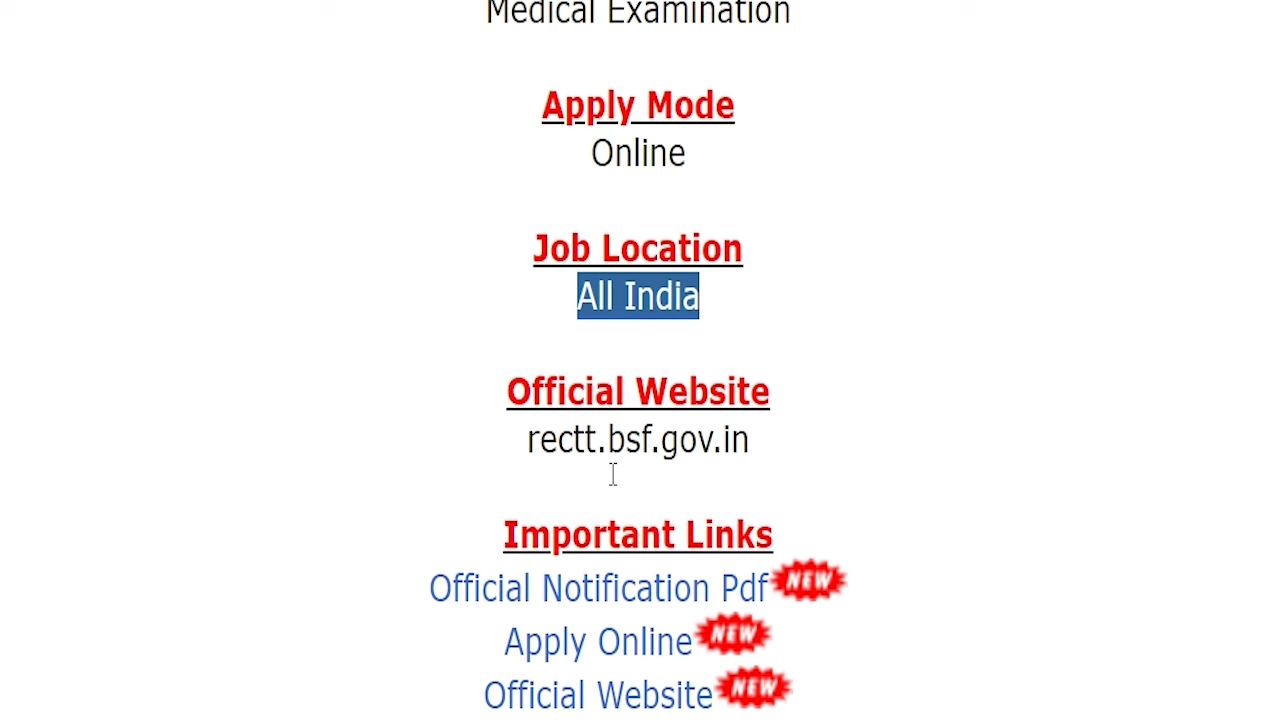 Medical Examination
Apply Mode
Online
Job Location
All India
Official Website
rectt.bsf.gov.in
Important Links
Official Notification Pdf NEW
Apply Online NEW
Official Website NEW